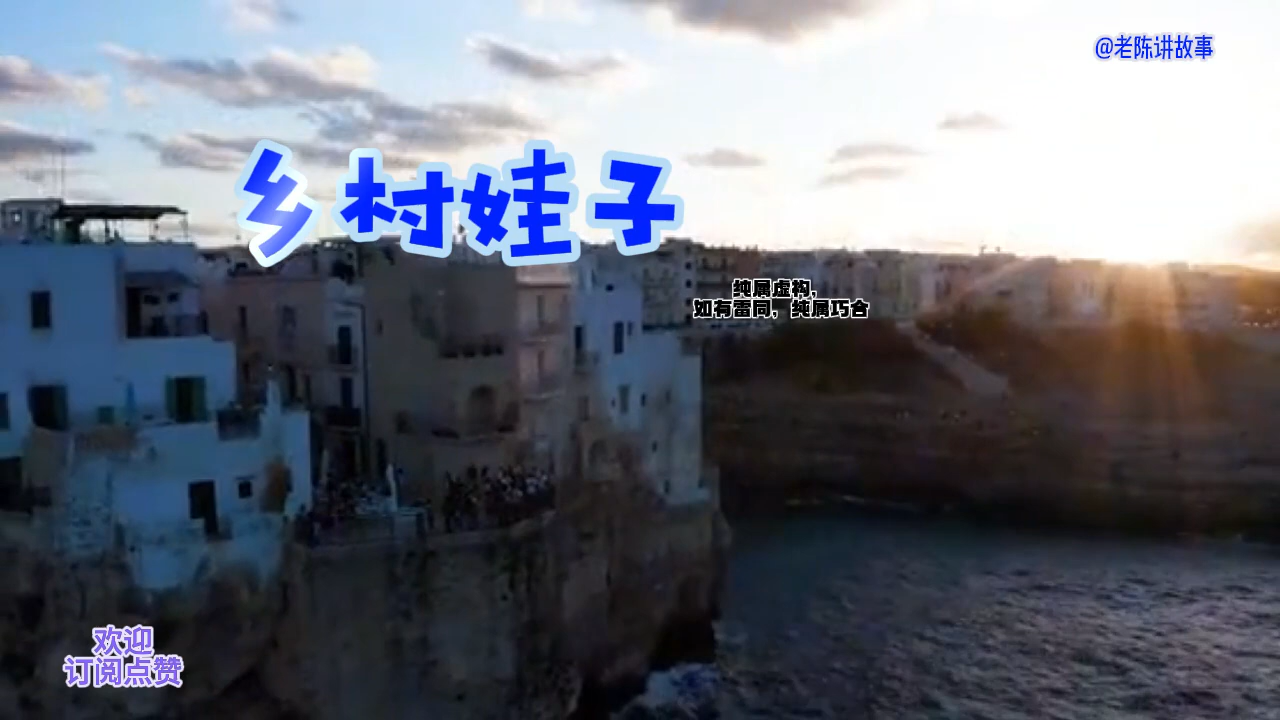 @老陈讲故事
乡村娃子
纯属虚构,
如有雷同，纯属巧合
欢迎
订阅点赞